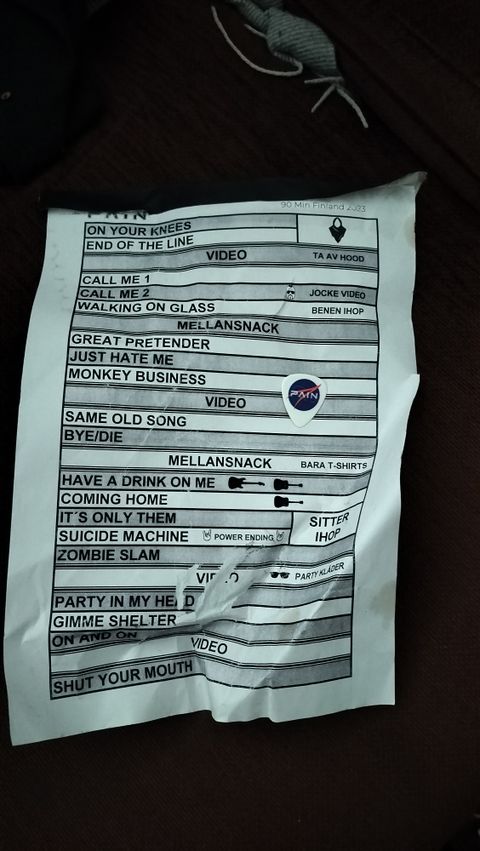 PAIN 90 Min Finland 2023
ON YOUR KNEES
END OF THE LINE
VIDEO TA AV HOOD
CALL ME 1
CALL ME 2 JOCKE VIDEO
WALKING ON GLASS BENEN IHOP
MELLANSNACK
GREAT PRETENDER
JUST HATE ME
MONKEY BUSINESS
PAIN
VIDEO
SAME OLD SONG
BYE/DIE
MELLANSNACK BARA T-SHIRTS
HAVE A DRINK ON ME
COMING HOME
IT´S ONLY THEM
SITTER
IHOP
SUICIDE MACHINE POWER ENDING
ZOMBIE SLAM
VIDEO PARTY KLÄDER
PARTY IN MY HEAD
GIMME SHELTER
ON AND ON
VIDEO
SHUT YOUR MOUTH